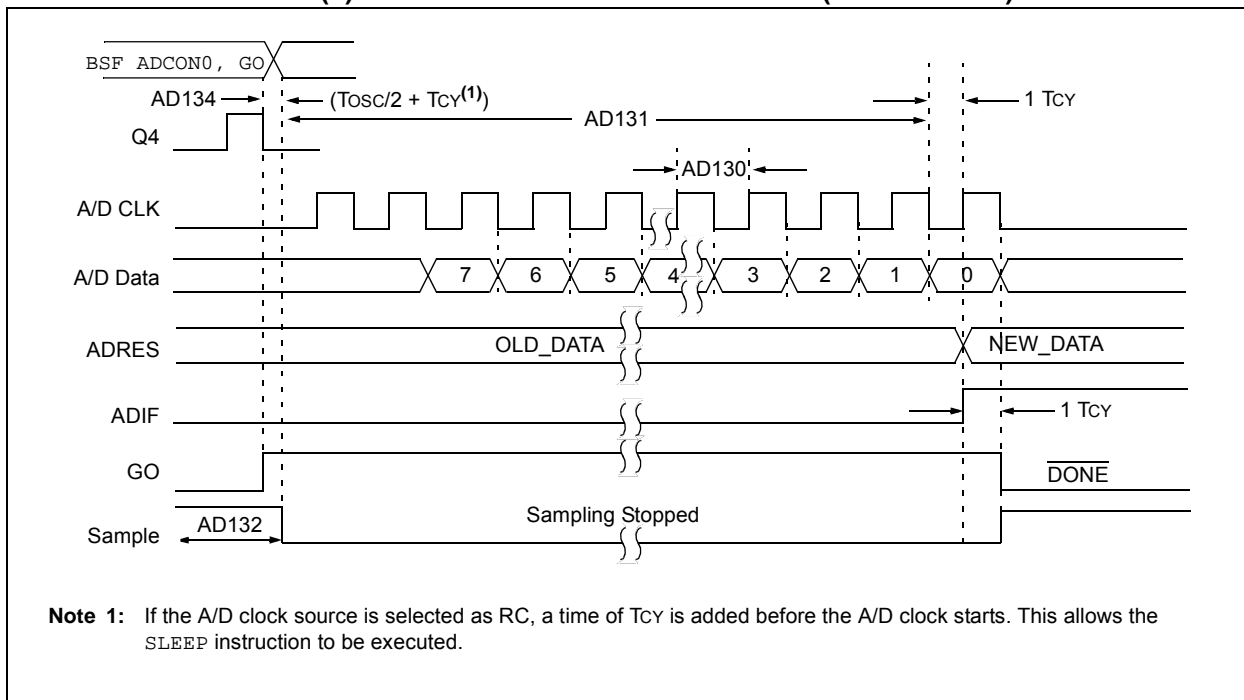 BSF ADCON0, GO
AD134 (TOSC/2 + TCY(1)) 1 TCY
AD131
Q4
AD130
A/D CLK
A/D Data 7 6 5 4 3 2 1 0
ADRES OLD_DATA NEW_DATA
ADIF 1 TCY
GO DONE
Sample AD132 Sampling Stopped
Note 1: If the A/D clock source is selected as RC, a time of TCY is added before the A/D clock starts. This allows the
SLEEP instruction to be executed.